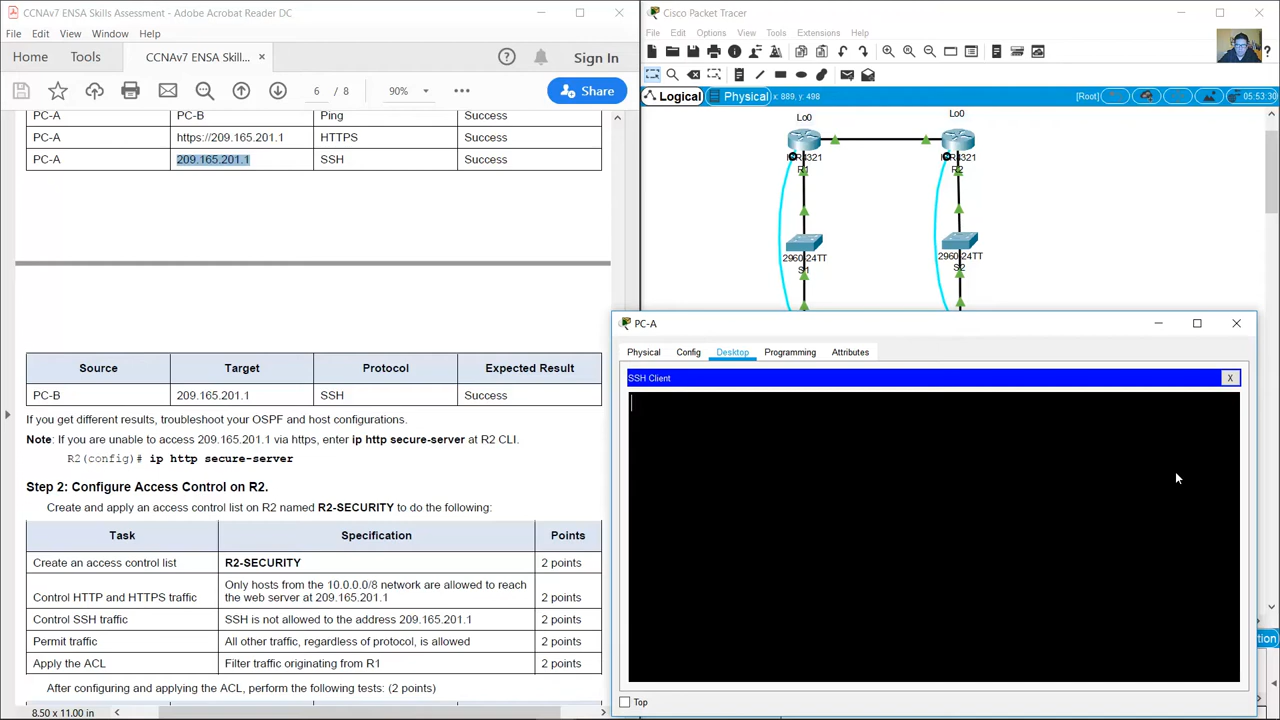 CCNAv7 ENSA Skills Assessment - Adobe Acrobat Reader DC
File Edit View Window Help
Home Tools CCNAv7 ENSA Skill... × Sign In
6 / 8 90% Share
PC-A PC-B Ping Success
PC-A https://209.165.201.1 HTTPS Success
PC-A 209.165.201.1 SSH Success
Source Target Protocol Expected Result
PC-B 209.165.201.1 SSH Success
If you get different results, troubleshoot your OSPF and host configurations.
Note: If you are unable to access 209.165.201.1 via https, enter ip http secure-server at R2 CLI.
R2(config)# ip http secure-server
Step 2: Configure Access Control on R2.
Create and apply an access control list on R2 named R2-SECURITY to do the following:
Task Specification Points
Create an access control list R2-SECURITY 2 points
Control HTTP and HTTPS traffic Only hosts from the 10.0.0.0/8 network are allowed to reach
the web server at 209.165.201.1 2 points
Control SSH traffic SSH is not allowed to the address 209.165.201.1 2 points
Permit traffic All other traffic, regardless of protocol, is allowed 2 points
Apply the ACL Filter traffic originating from R1 2 points
After configuring and applying the ACL, perform the following tests: (2 points)
8.50 x 11.00 in
Cisco Packet Tracer
File Edit Options View Tools Extensions Help
Logical Physical x: 889, y: 498 [Root] 05:53:30
Lo0 Lo0
R1 R2
2960-24TT 2960-24TT
S1 S2
PC-A
Physical Config Desktop Programming Attributes
SSH Client X
Top